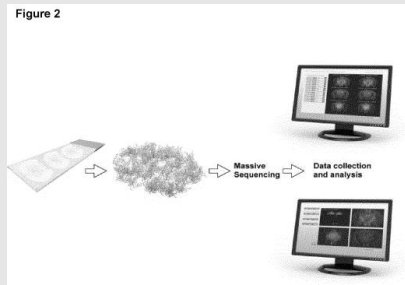 Figure 2
Massive
Sequencing
Data collection
and analysis